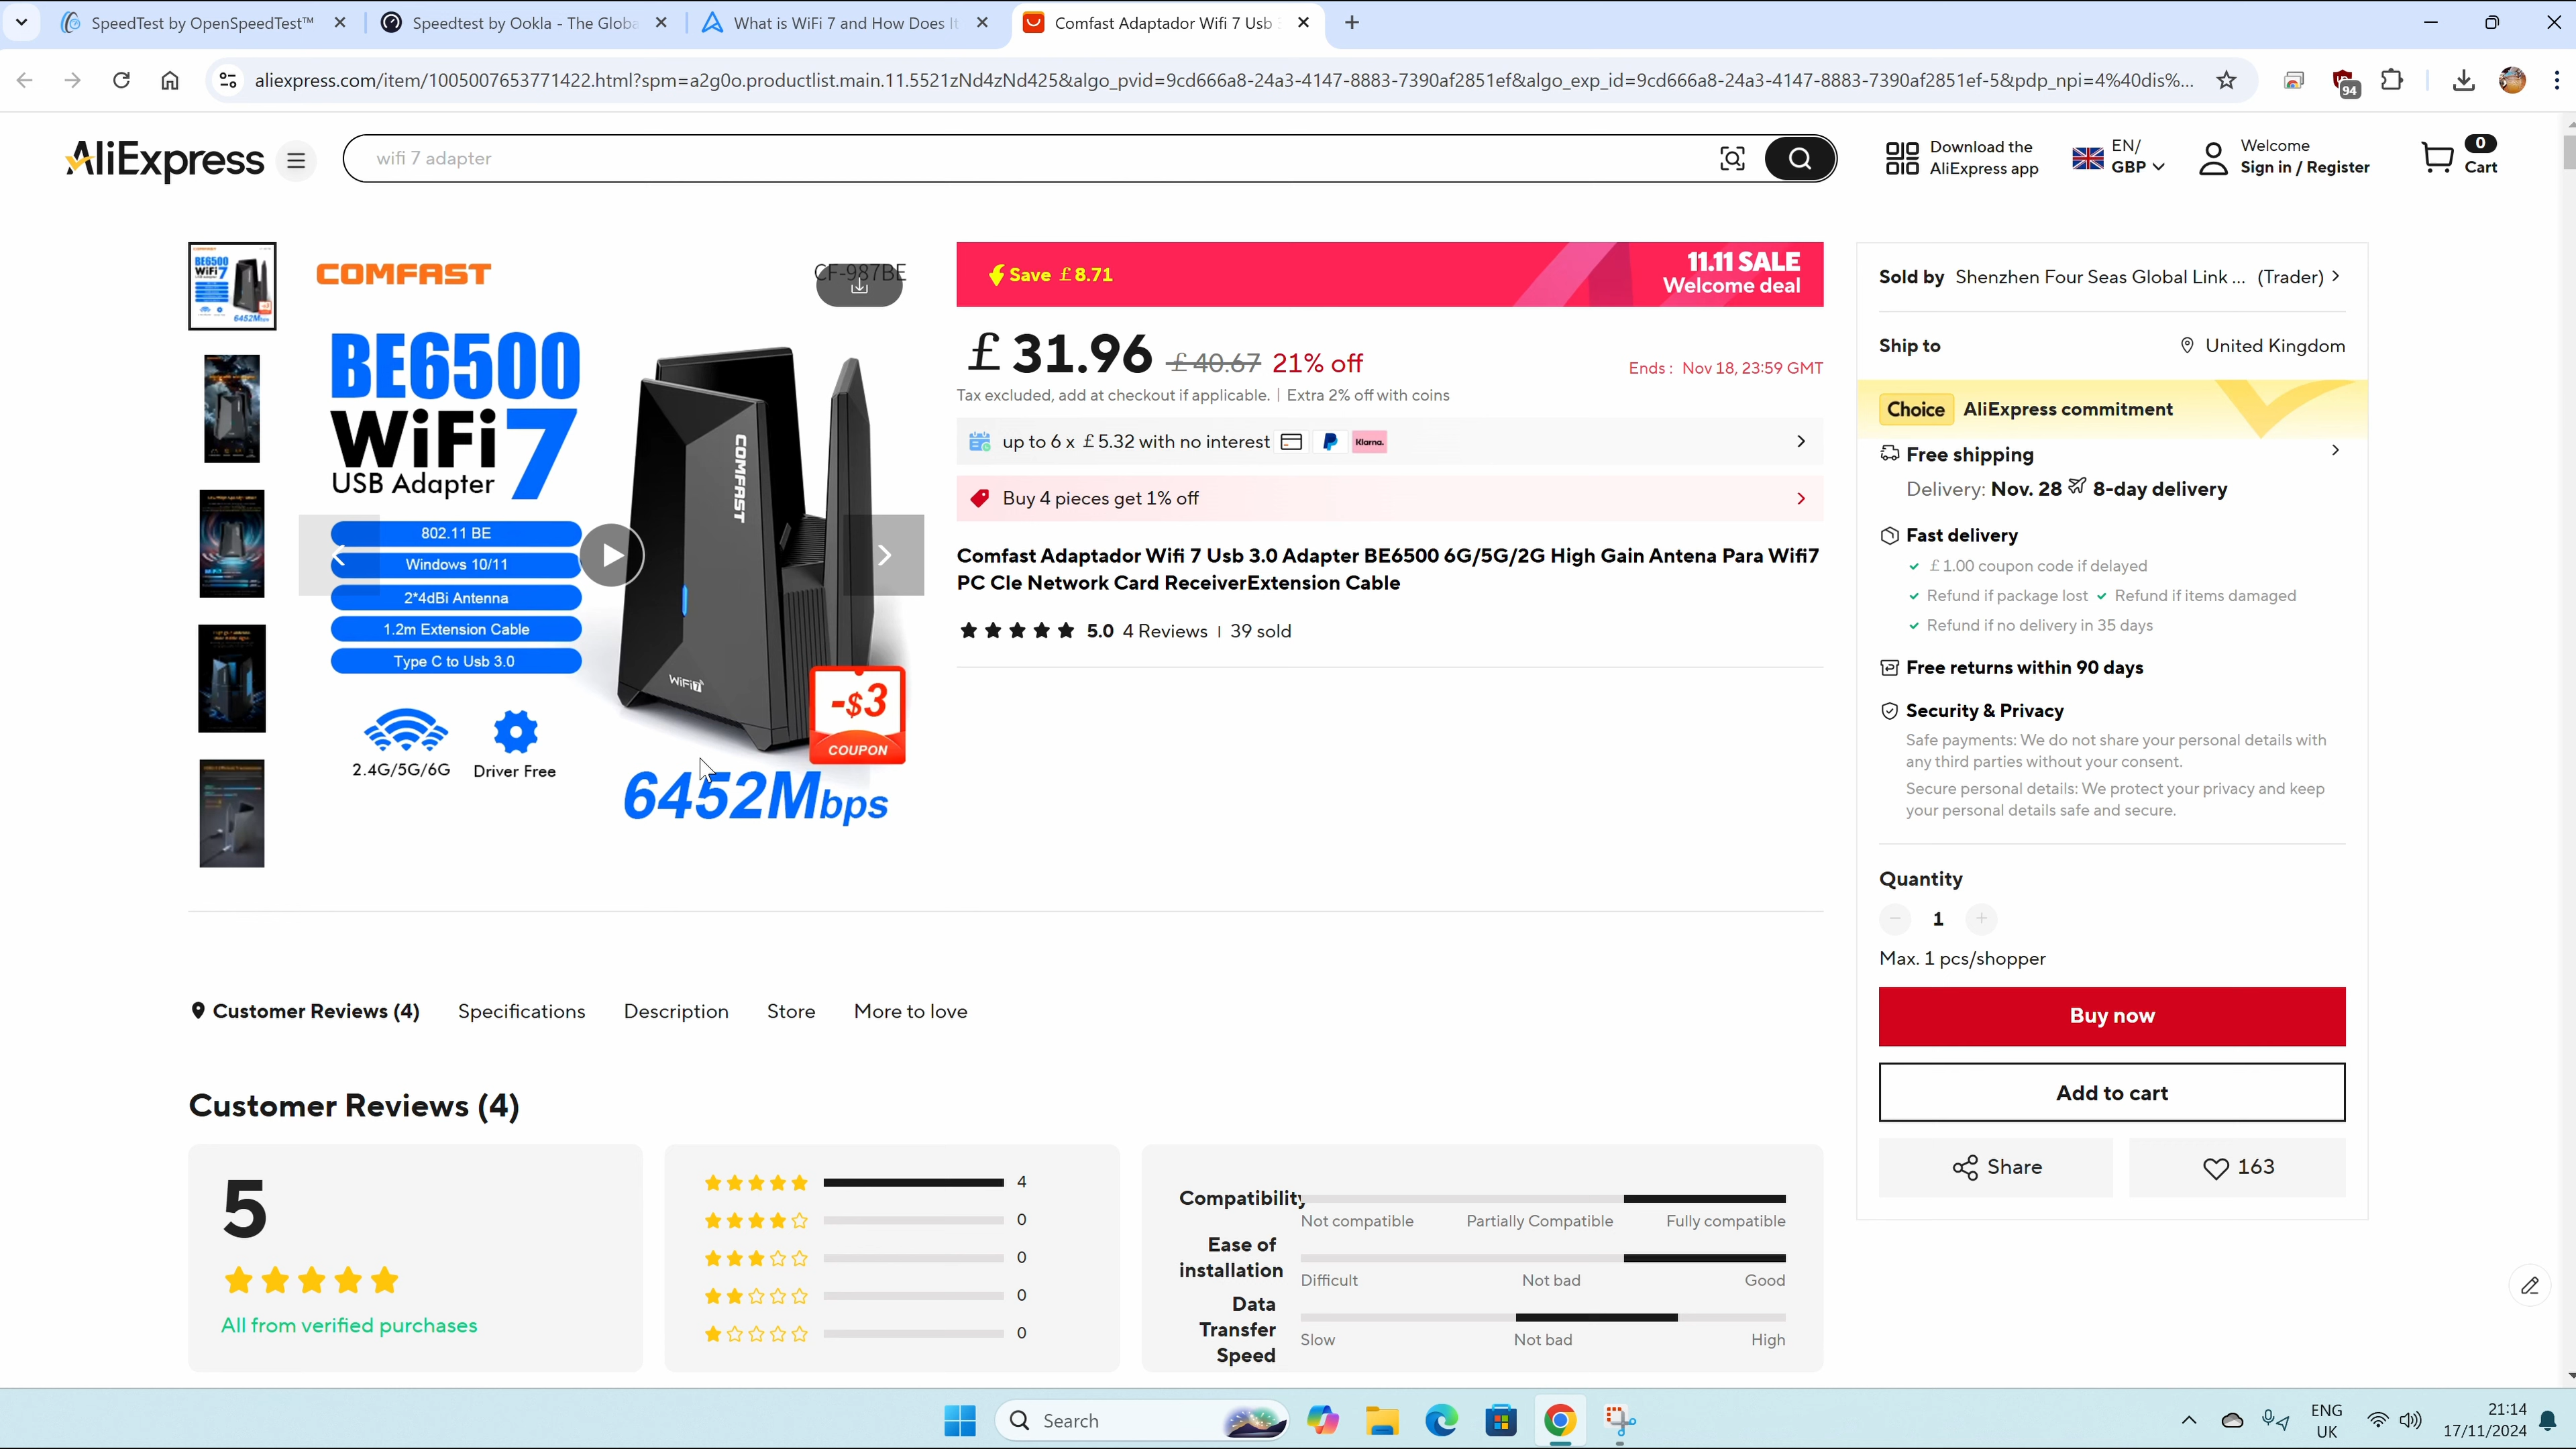 SpeedTest by OpenSpeedTest™
Speedtest by Ookla - The Globa
What is WiFi 7 and How Does It
Comfast Adaptador Wifi 7 Usb 3
aliexpress.com/item/1005007653771422.html?spm=a2g0o.productlist.main.11.5521zNd4zNd425&algo_pvid=9cd666a8-24a3-4147-8883-7390af2851ef&algo_exp_id=9cd666a8-24a3-4147-8883-7390af2851ef-5&pdp_npi=4%40dis%...
94
AliExpress
wifi 7 adapter
Download the
AliExpress app
EN/
GBP
Welcome
Sign in / Register
0
Cart
COMFAST
CF-987BE
BE6500
WiFi 7
USB Adapter
802.11 BE
Windows 10/11
2*4dBi Antenna
1.2m Extension Cable
Type C to Usb 3.0
2.4G/5G/6G
Driver Free
COMFAST
WiFi7
-$3
COUPON
6452Mbps
Save £8.71
11.11 SALE
Welcome deal
£31.96 £40.67 21% off
Ends : Nov 18, 23:59 GMT
Tax excluded, add at checkout if applicable. | Extra 2% off with coins
up to 6 x £5.32 with no interest
Klarna.
Buy 4 pieces get 1% off
Comfast Adaptador Wifi 7 Usb 3.0 Adapter BE6500 6G/5G/2G High Gain Antena Para Wifi7
PC Cle Network Card ReceiverExtension Cable
5.0 4 Reviews | 39 sold
Sold by Shenzhen Four Seas Global Link ... (Trader)
Ship to
United Kingdom
Choice AliExpress commitment
Free shipping
Delivery: Nov. 28 8-day delivery
Fast delivery
£1.00 coupon code if delayed
Refund if package lost Refund if items damaged
Refund if no delivery in 35 days
Free returns within 90 days
Security & Privacy
Safe payments: We do not share your personal details with
any third parties without your consent.
Secure personal details: We protect your privacy and keep
your personal details safe and secure.
Quantity
1
Max. 1 pcs/shopper
Buy now
Add to cart
Share
163
Customer Reviews (4)
Specifications
Description
Store
More to love
Customer Reviews (4)
5
All from verified purchases
4
0
0
0
0
Compatibility
Not compatible Partially Compatible Fully compatible
Ease of
installation
Difficult Not bad Good
Data
Transfer
Speed
Slow Not bad High
Search
ENG
UK
21:14
17/11/2024